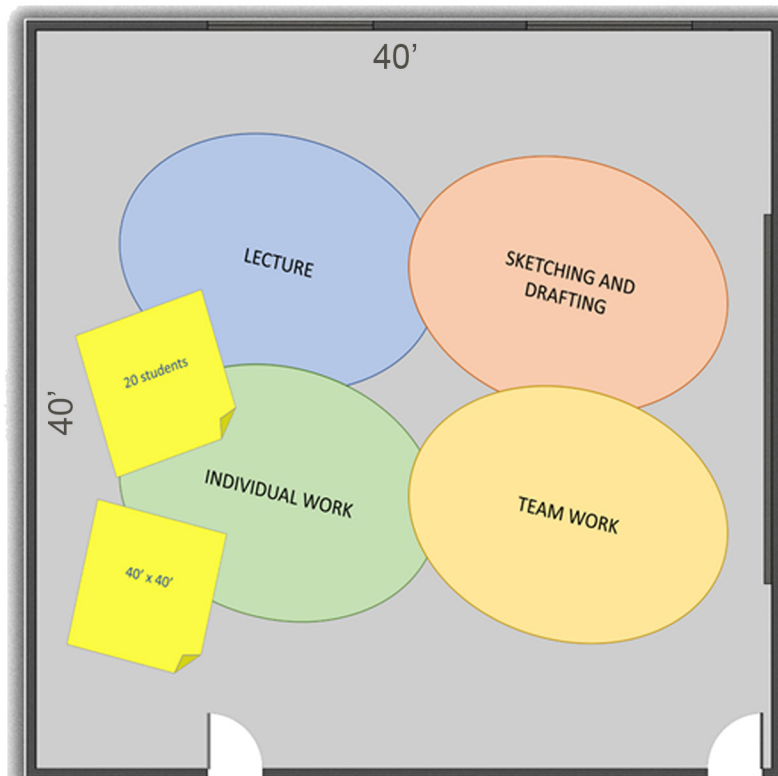 40’
LECTURE
SKETCHING AND
DRAFTING
20 students
40’
INDIVIDUAL WORK
TEAM WORK
40’ x 40’